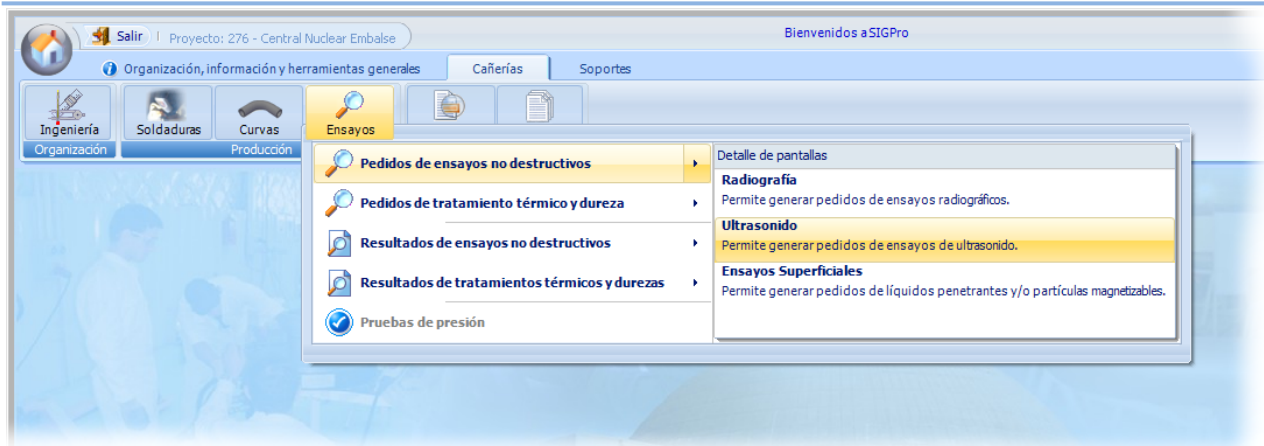 Salir | Proyecto: 276 - Central Nuclear Embalse
Bienvenidos a SIGPro
Organización, información y herramientas generales
Cañerías
Soportes
Ingeniería
Soldaduras
Curvas
Ensayos
Organización
Producción
Pedidos de ensayos no destructivos
Pedidos de tratamiento térmico y dureza
Resultados de ensayos no destructivos
Resultados de tratamientos térmicos y durezas
Pruebas de presión
Detalle de pantallas
Radiografía
Permite generar pedidos de ensayos radiográficos.
Ultrasonido
Permite generar pedidos de ensayos de ultrasonido.
Ensayos Superficiales
Permite generar pedidos de líquidos penetrantes y/o partículas magnetizables.